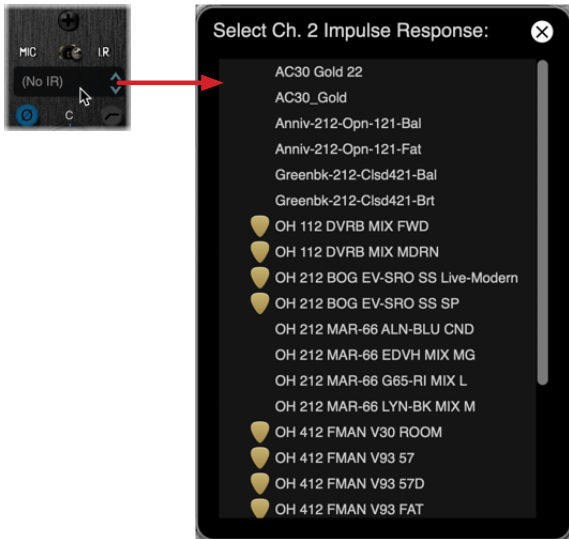 MIC I.R.
(No IR)
Ø C
Select Ch. 2 Impulse Response:
AC30 Gold 22
AC30_Gold
Anniv-212-Opn-121-Bal
Anniv-212-Opn-121-Fat
Greenbk-212-Clsd421-Bal
Greenbk-212-Clsd421-Brt
OH 112 DVRB MIX FWD
OH 112 DVRB MIX MDRN
OH 212 BOG EV-SRO SS Live-Modern
OH 212 BOG EV-SRO SS SP
OH 212 MAR-66 ALN-BLU CND
OH 212 MAR-66 EDVH MIX MG
OH 212 MAR-66 G65-RI MIX L
OH 212 MAR-66 LYN-BK MIX M
OH 412 FMAN V30 ROOM
OH 412 FMAN V93 57
OH 412 FMAN V93 57D
OH 412 FMAN V93 FAT